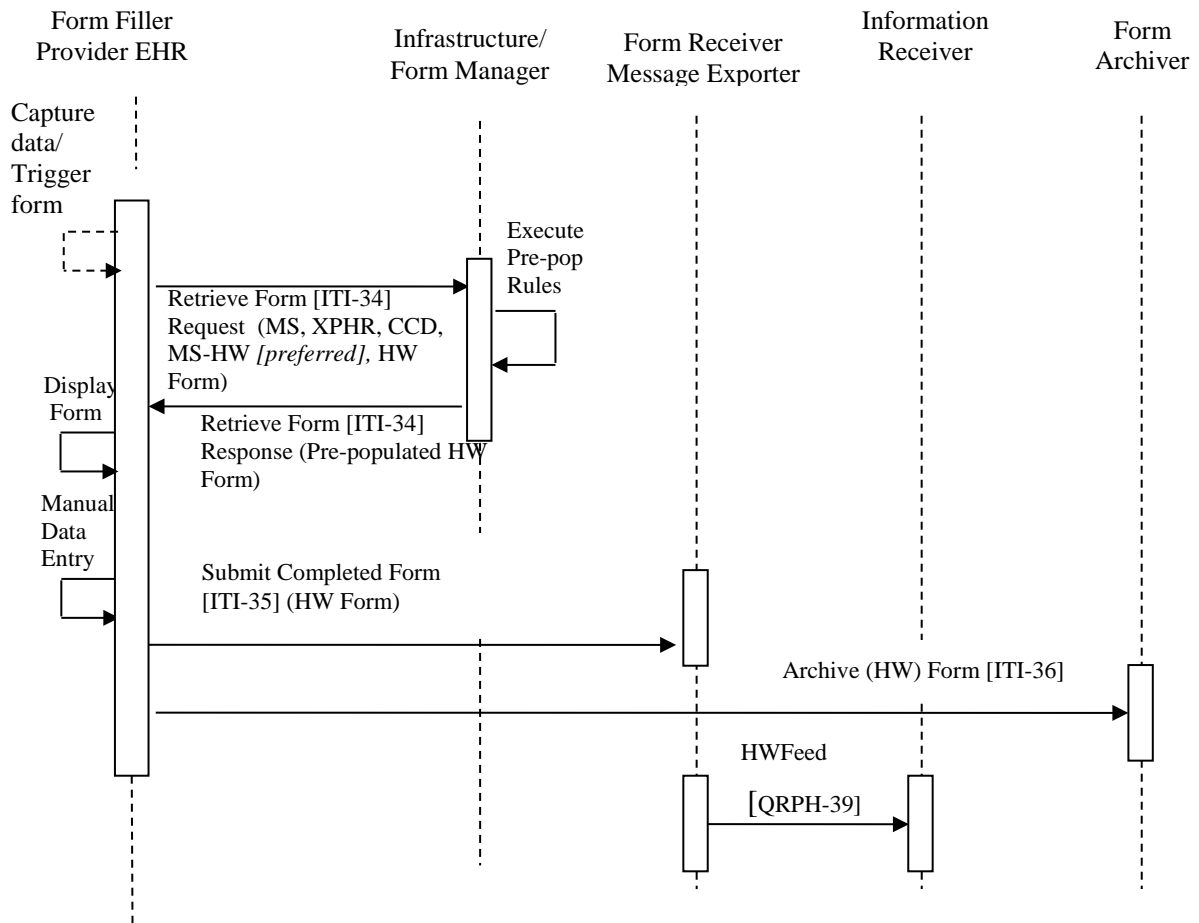 Form Filler
Provider EHR
Infrastructure/
Form Manager
Form Receiver
Message Exporter
Information
Receiver
Form
Archiver
Capture
data/
Trigger
form
Execute
Pre-pop
Rules
Retrieve Form [ITI-34]
Request (MS, XPHR, CCD,
MS-HW [preferred], HW
Form)
Display
Form
Retrieve Form [ITI-34]
Response (Pre-populated HW
Form)
Manual
Data
Entry
Submit Completed Form
[ITI-35] (HW Form)
Archive (HW) Form [ITI-36]
HWFeed
[QRPH-39]